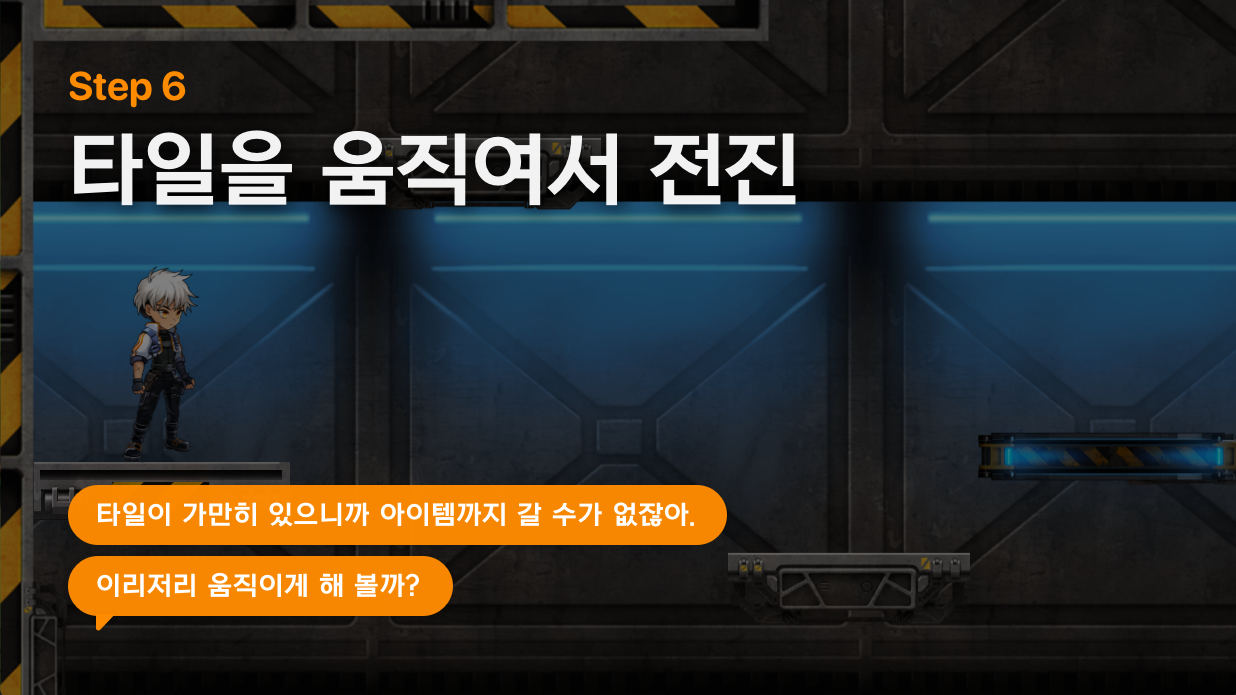 Step 6
타일을 움직여서 전진
타일이 가만히 있으니까 아이템까지 갈 수가 없잖아.
이리저리 움직이게 해 볼까?